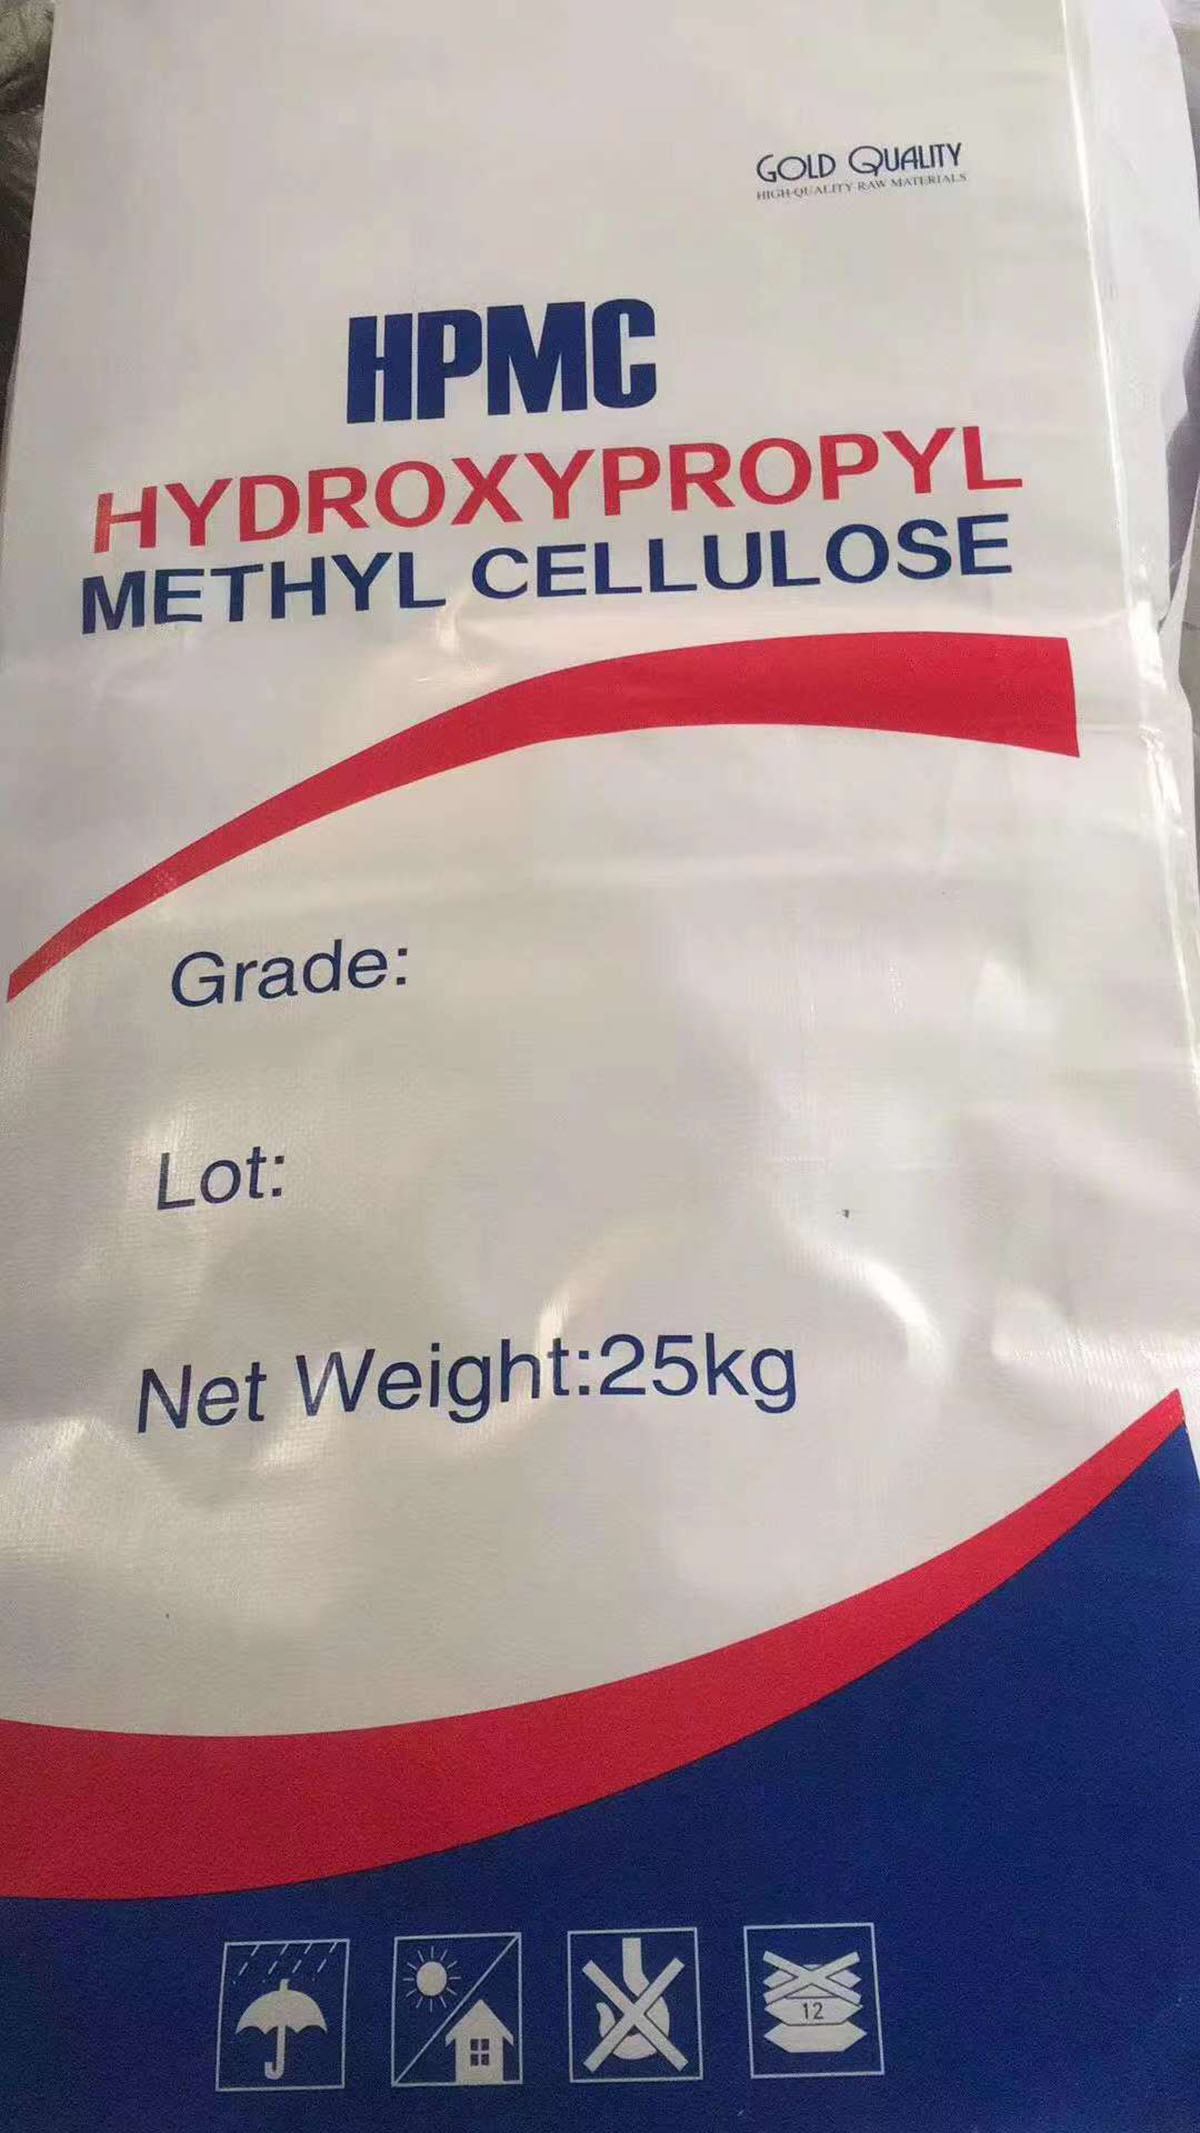 GOLD QUALITY
HIGH-QUALITY RAW MATERIALS
HPMC
HYDROXYPROPYL
METHYL CELLULOSE
Grade:
Lot:
Net Weight:25kg
12